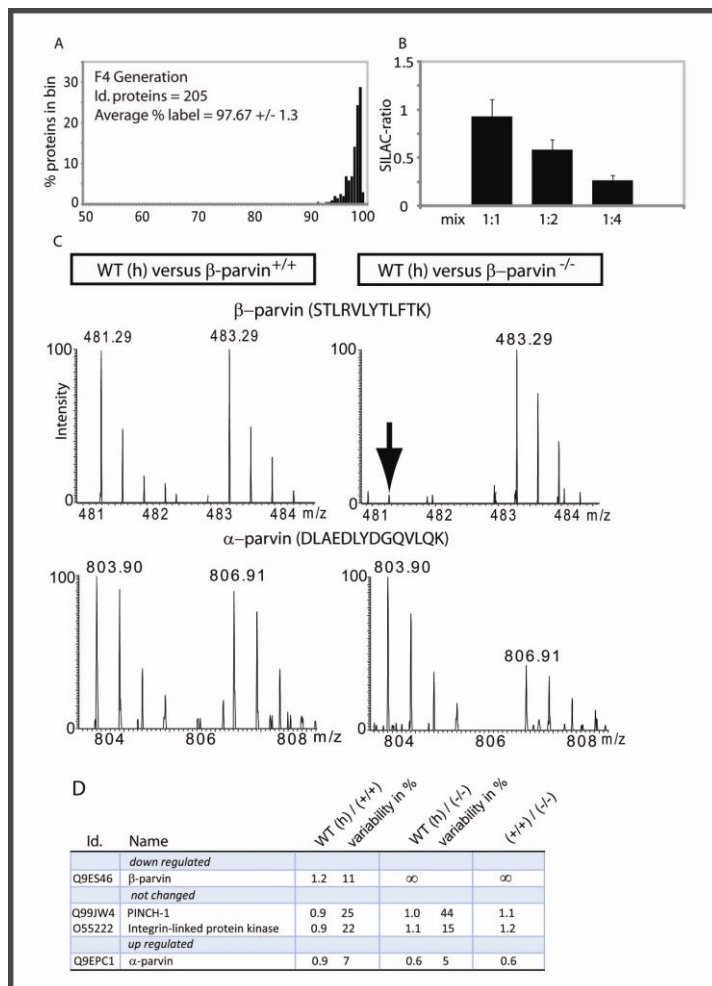 A
F4 Generation
Id. proteins = 205
Average % label = 97.67 +/- 1.3
% proteins in bin
30
20
10
0
50 60 70 80 90 100
B
SILAC-ratio
1.5
1
0.5
0
mix 1:1 1:2 1:4
C
WT (h) versus β-parvin+/+
WT (h) versus β–parvin -/-
β–parvin (STLRVLYTLFTK)
Intensity
100
0
481.29 483.29
481 482 483 484 m/z
100
0
483.29
481 482 483 484 m/z
α–parvin (DLAEDLYDGQVLQK)
100
0
803.90 806.91
804 806 808 m/z
100
0
803.90 806.91
804 806 808 m/z
D
Id. Name WT (h) / (+/+) variability in % WT (h) / (-/-) variability in % (+/+) / (-/-)
down regulated
Q9ES46 β-parvin 1.2 11 ∞ ∞
not changed
Q99JW4 PINCH-1 0.9 25 1.0 44 1.1
O55222 Integrin-linked protein kinase 0.9 22 1.1 15 1.2
up regulated
Q9EPC1 α-parvin 0.9 7 0.6 5 0.6